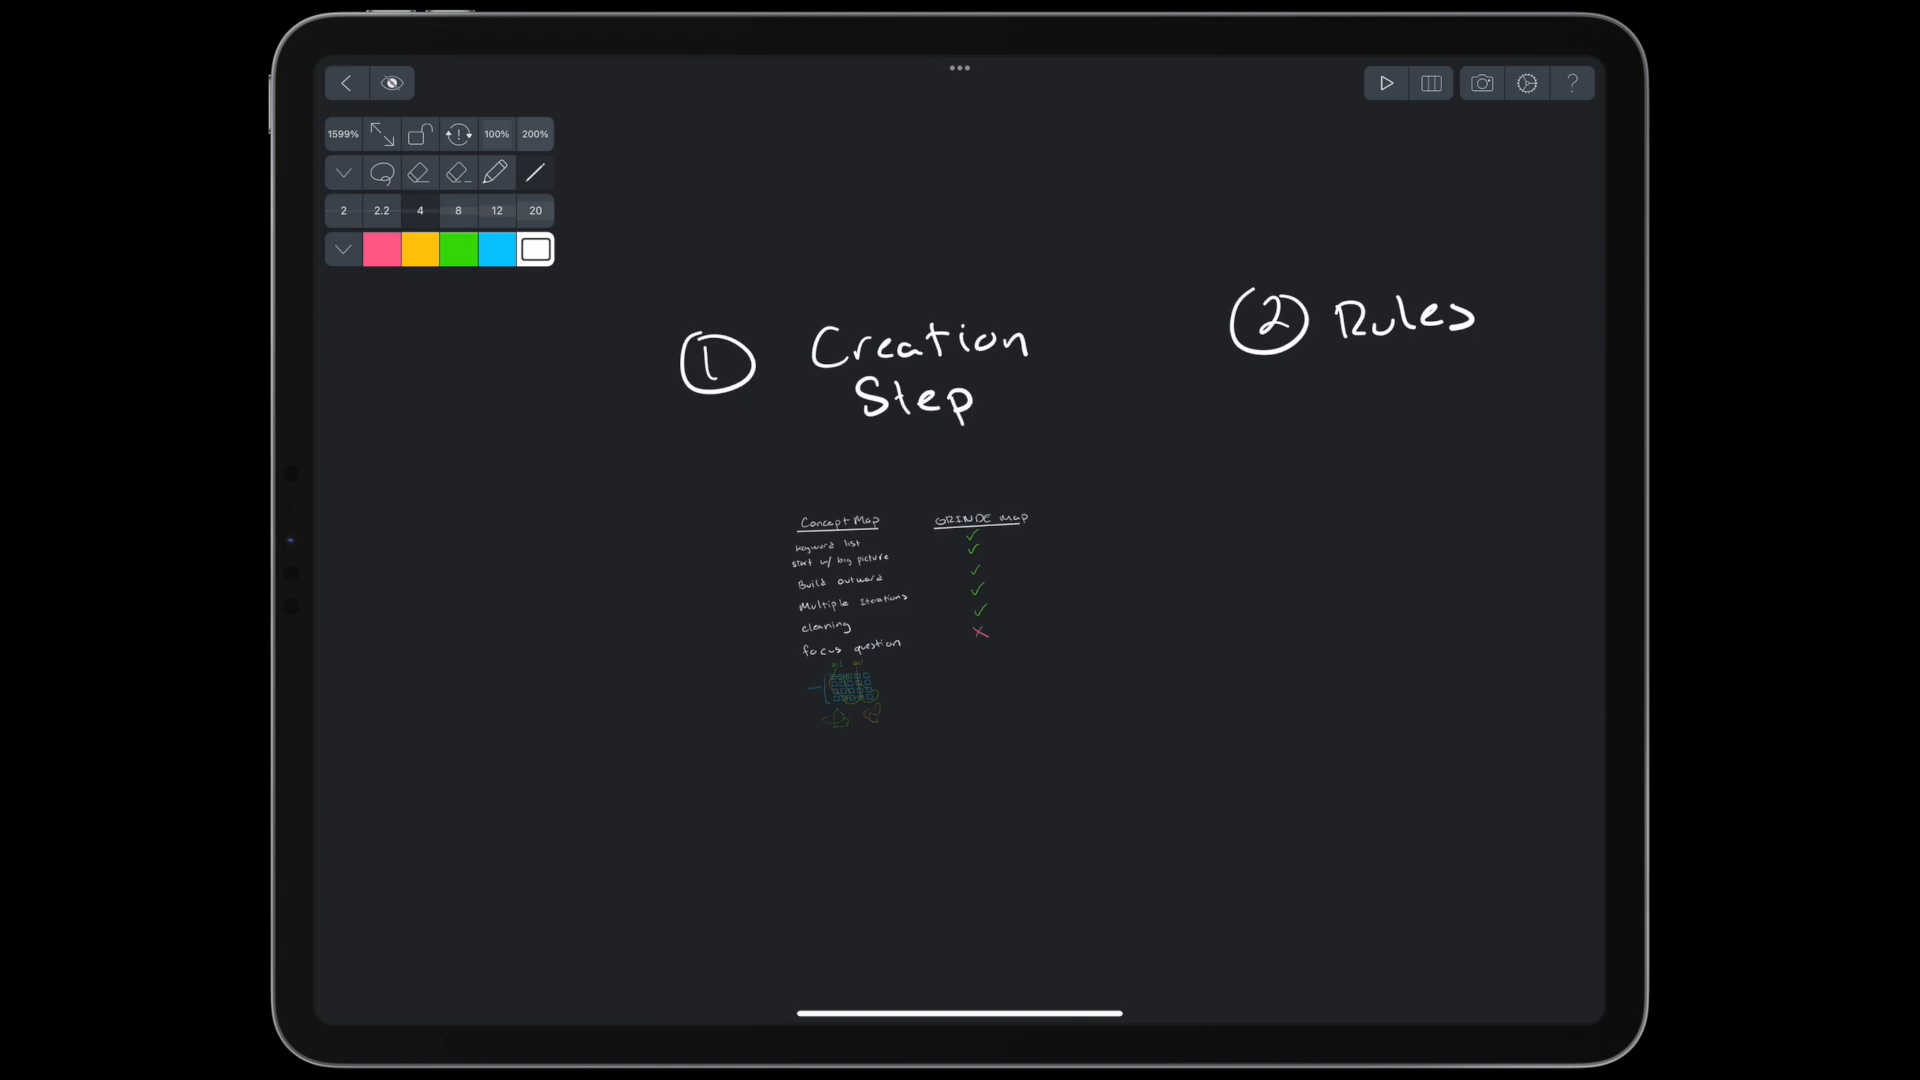 1599%
100%
200%
2
2.2
4
8
12
20
?
① Creation
Step
② Rules
Concept Map
GRINDE Map
keyword list
start w/ big picture
Build outward
Multiple Iterations
cleaning
focus question